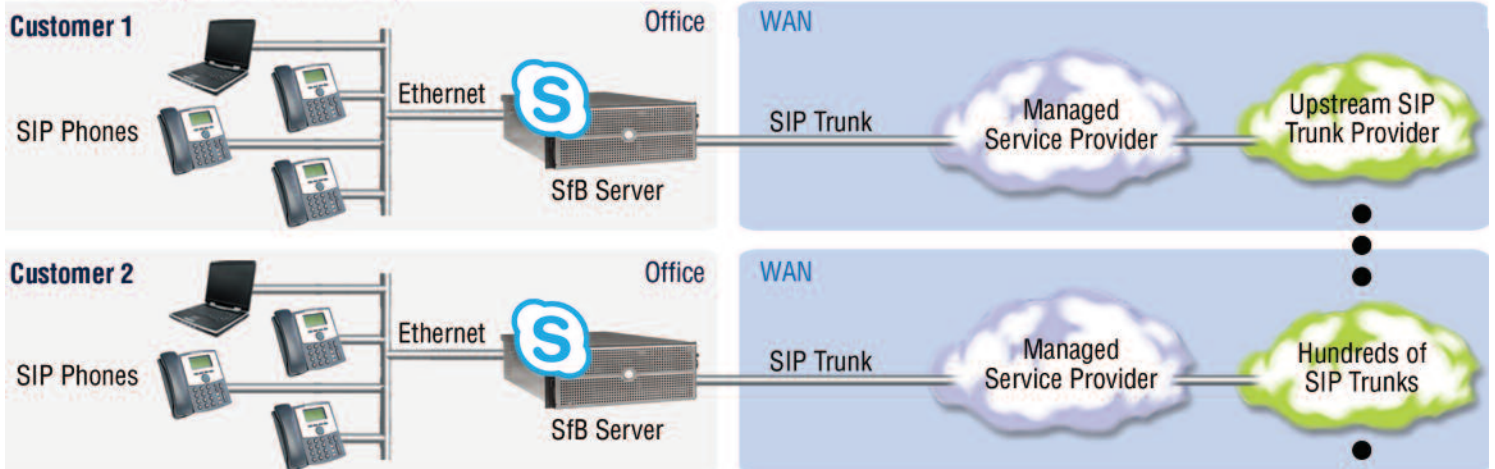 Customer 1
Office
WAN
SIP Phones
Ethernet
S
SfB Server
SIP Trunk
Managed
Service Provider
Upstream SIP
Trunk Provider
Customer 2
Office
WAN
SIP Phones
Ethernet
S
SfB Server
SIP Trunk
Managed
Service Provider
Hundreds of
SIP Trunks